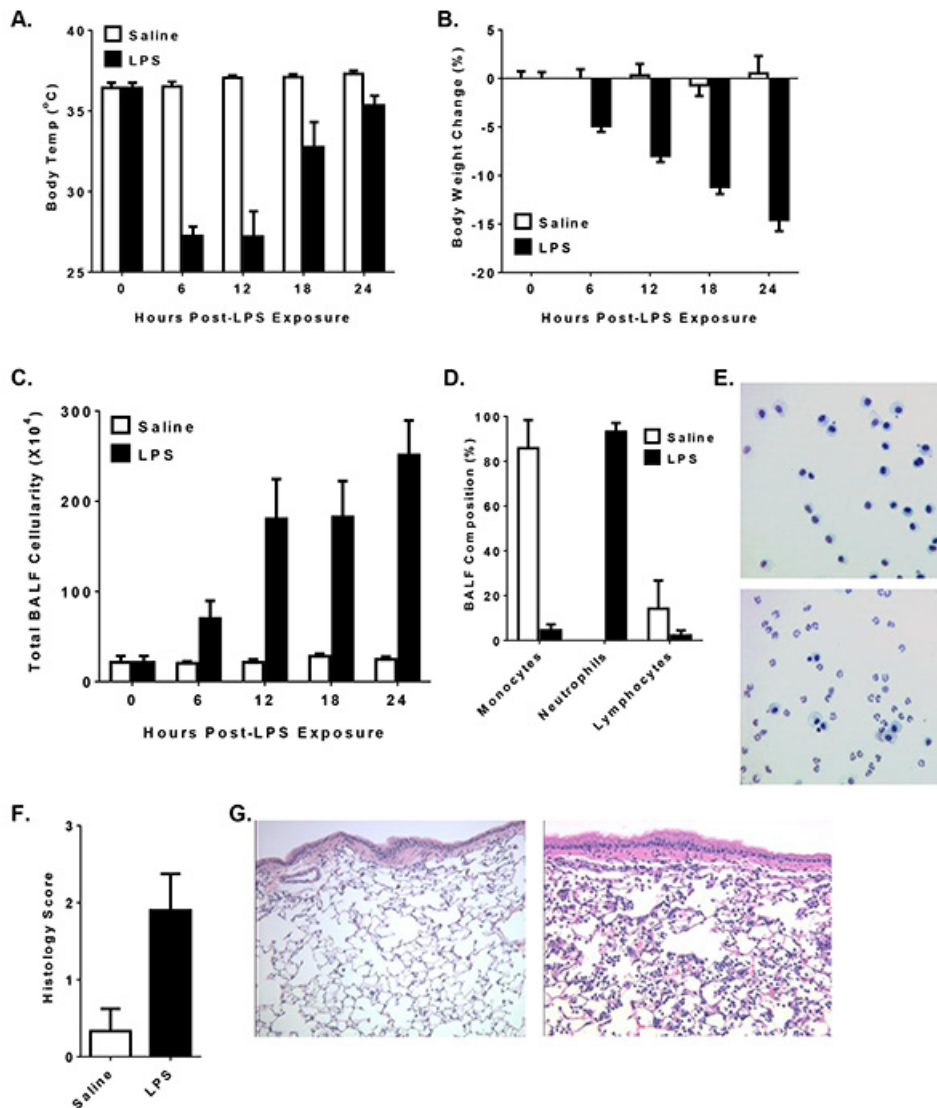 A.
Saline
LPS
Body Temp (°C)
40
35
30
25
0 6 12 18 24
Hours Post-LPS Exposure
B.
Body Weight Change (%)
5
0
-5
-10
-15
-20
Saline
LPS
0 6 12 18 24
Hours Post-LPS Exposure
C.
Saline
LPS
Total BALF Cellularity (X10⁴)
300
200
100
0
0 6 12 18 24
Hours Post-LPS Exposure
D.
Saline
LPS
BALF Composition (%)
100
80
60
40
20
0
Monocytes
Neutrophils
Lymphocytes
E.
F.
Histology Score
3
2
1
0
Saline
LPS
G.